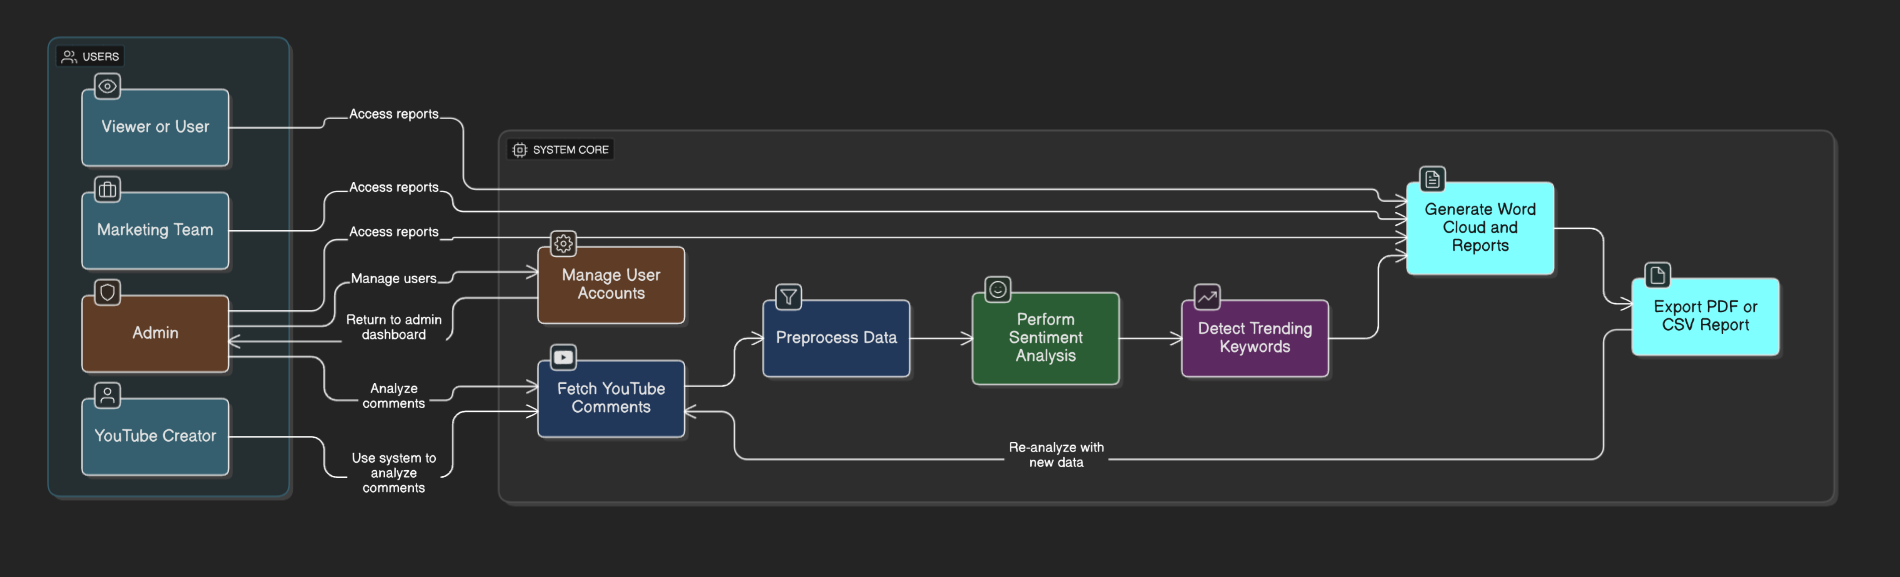 USERS
Viewer or User
Marketing Team
Admin
YouTube Creator
Access reports
Access reports
Access reports
Manage users
Return to admin
dashboard
Analyze
comments
Use system to
analyze
comments
SYSTEM CORE
Manage User
Accounts
Fetch YouTube
Comments
Preprocess Data
Perform
Sentiment
Analysis
Detect Trending
Keywords
Generate Word
Cloud and
Reports
Export PDF or
CSV Report
Re-analyze with
new data